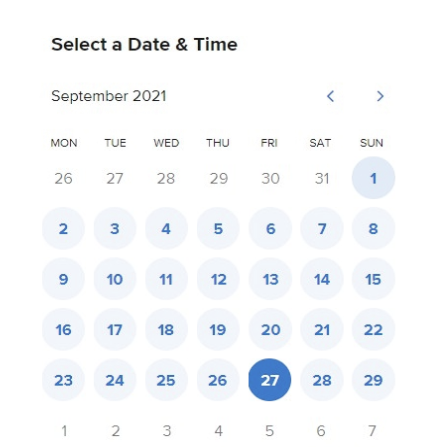 Select a Date & Time
September 2021
MON TUE WED THU FRI SAT SUN
26 27 28 29 30 31 1
2 3 4 5 6 7 8
9 10 11 12 13 14 15
16 17 18 19 20 21 22
23 24 25 26 27 28 29
1 2 3 4 5 6 7